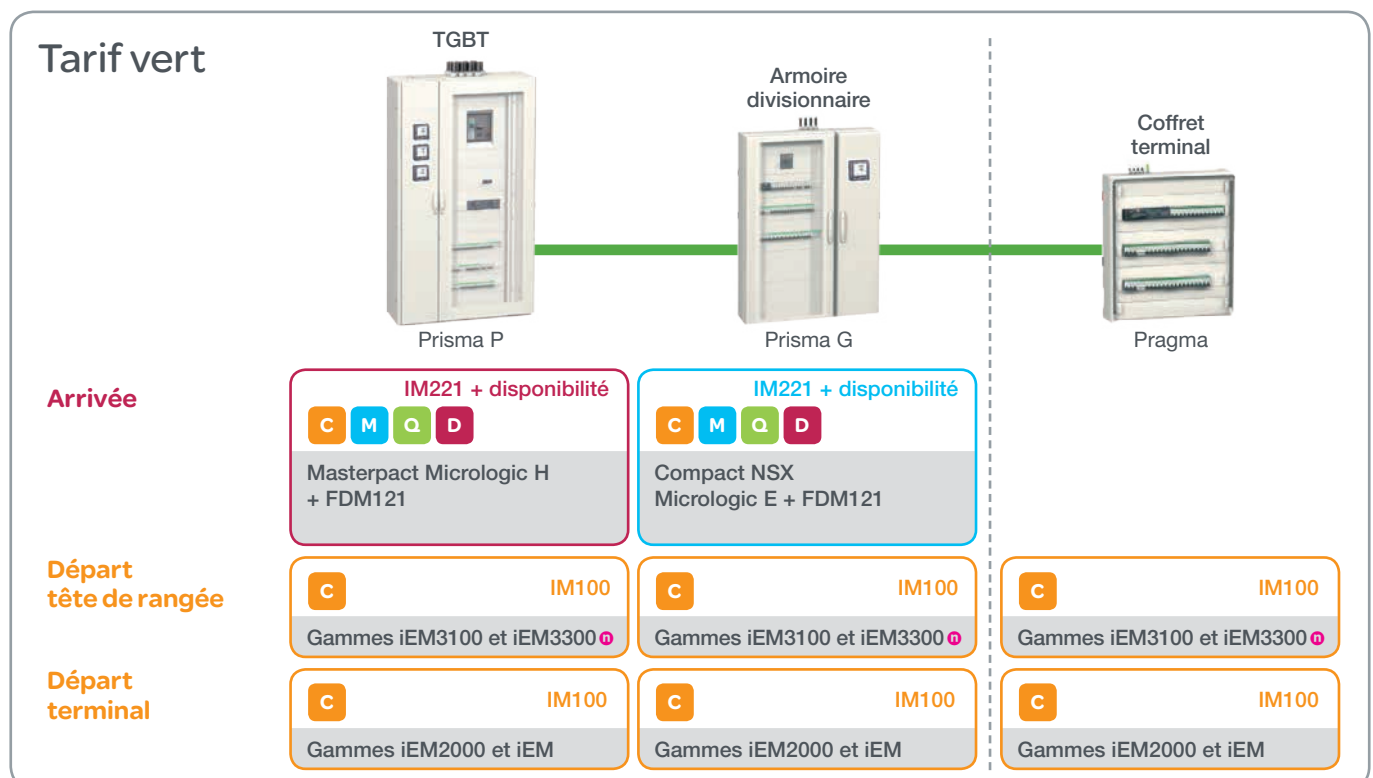 Tarif vert
TGBT
Armoire
divisionnaire
Coffret
terminal
Prisma P
Prisma G
Pragma
Arrivée
IM221 + disponibilité
C M Q D
Masterpact Micrologic H
+ FDM121
IM221 + disponibilité
C M Q D
Compact NSX
Micrologic E + FDM121
Départ
tête de rangée
C IM100
Gammes iEM3100 et iEM3300 n
C IM100
Gammes iEM3100 et iEM3300 n
C IM100
Gammes iEM3100 et iEM3300 n
Départ
terminal
C IM100
Gammes iEM2000 et iEM
C IM100
Gammes iEM2000 et iEM
C IM100
Gammes iEM2000 et iEM